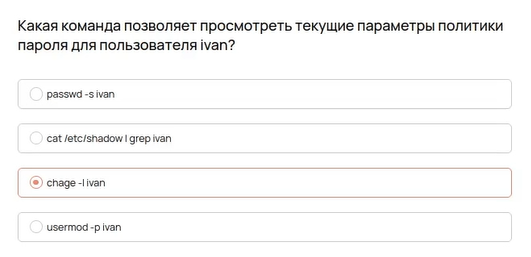 Какая команда позволяет просмотреть текущие параметры политики
пароля для пользователя ivan?
passwd -s ivan
cat /etc/shadow | grep ivan
chage -l ivan
usermod -p ivan